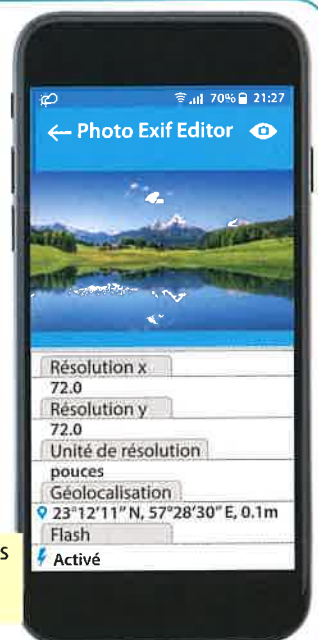 70% 21:27
← Photo Exif Editor
Résolution x
72.0
Résolution y
72.0
Unité de résolution
pouces
Géolocalisation
23°12'11" N, 57°28'30" E, 0.1m
Flash
Activé
S